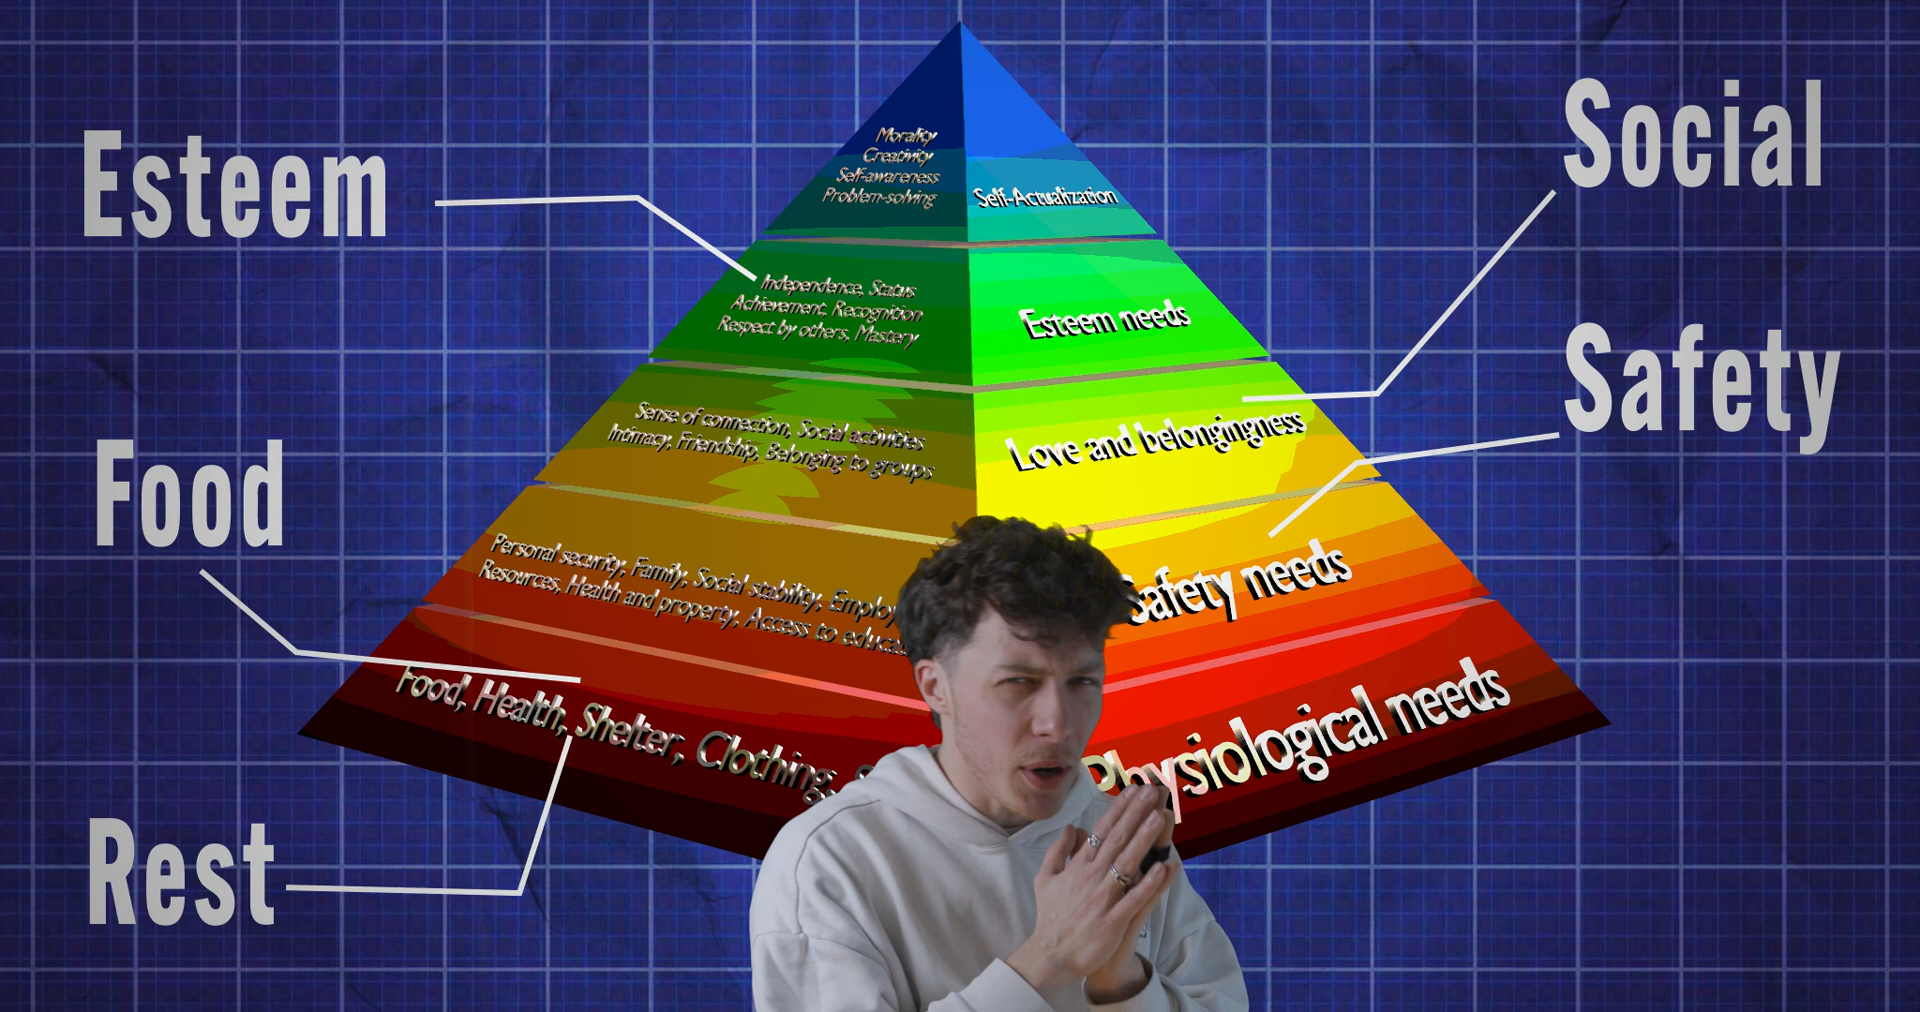 Esteem
Food
Rest
Social
Safety
Morality
Creativity
Self-awareness
Problem-solving
Self-Actualization
Independence, Status
Achievement, Recognition
Respect by others, Mastery
Esteem needs
Sense of connection, Social activities
Intimacy, Friendship, Belonging to groups
Love and belongingness
Personal security, Family, Social stability,
Resources, Health and property, Access to
Safety needs
Food, Health, Shelter, Clothing,
Physiological needs